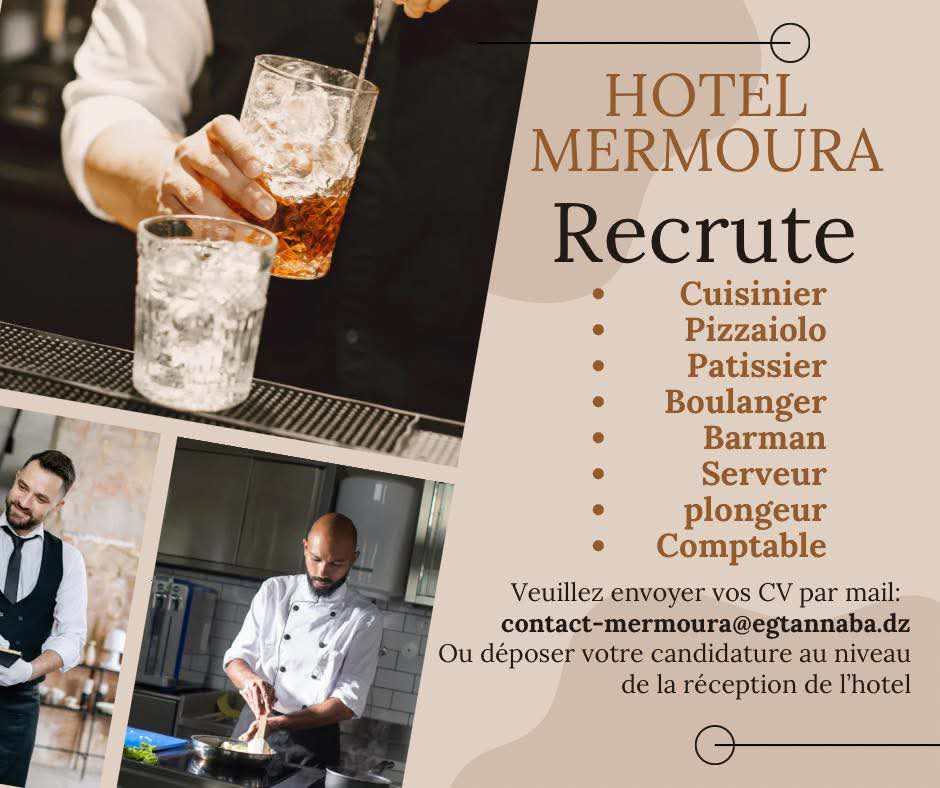 HOTEL
MERMOURA
Recrute
• Cuisinier
• Pizzaiolo
• Patissier
• Boulanger
• Barman
• Serveur
• plongeur
• Comptable
Veuillez envoyer vos CV par mail:
contact-mermoura@egtannaba.dz
Ou déposer votre candidature au niveau
de la réception de l’hotel